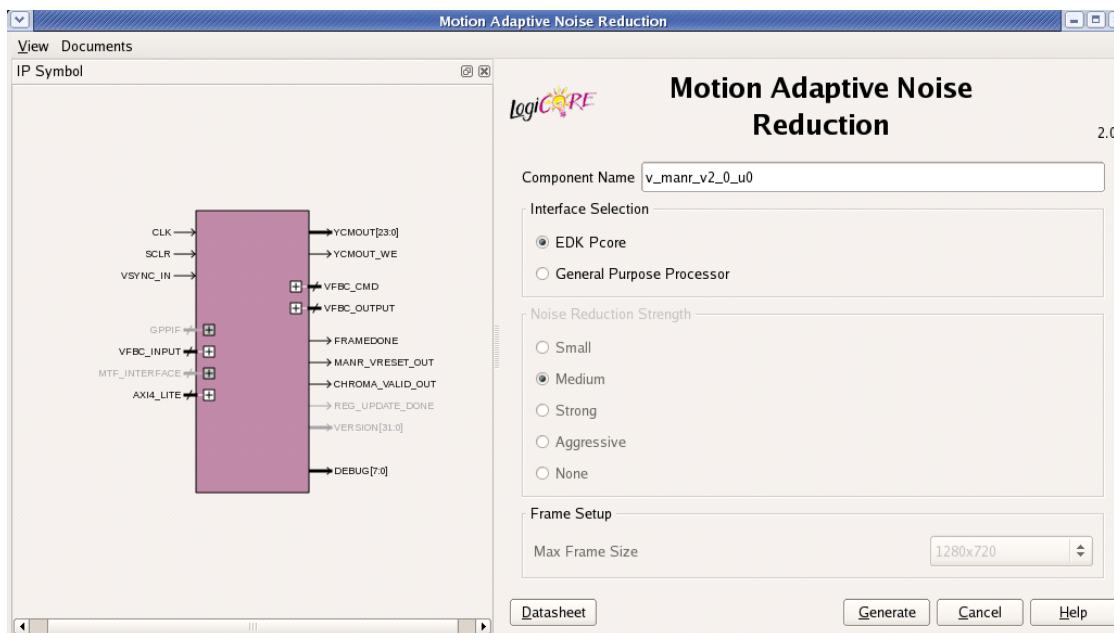 Motion Adaptive Noise Reduction
View Documents
IP Symbol
CLK
SCLR
VSYNC_IN
GPPIF
VFBC_INPUT
MTF_INTERFACE
AXI4_LITE
YCMOUT[23:0]
YCMOUT_WE
VFBC_CMD
VFBC_OUTPUT
FRAMEDONE
MANR_VRESET_OUT
CHROMA_VALID_OUT
REG_UPDATE_DONE
VERSION[31:0]
DEBUG[7:0]
LogiCORE
Motion Adaptive Noise
Reduction
2.0
Component Name v_manr_v2_0_u0
Interface Selection
EDK Pcore
General Purpose Processor
Noise Reduction Strength
Small
Medium
Strong
Aggressive
None
Frame Setup
Max Frame Size 1280x720
Datasheet Generate Cancel Help